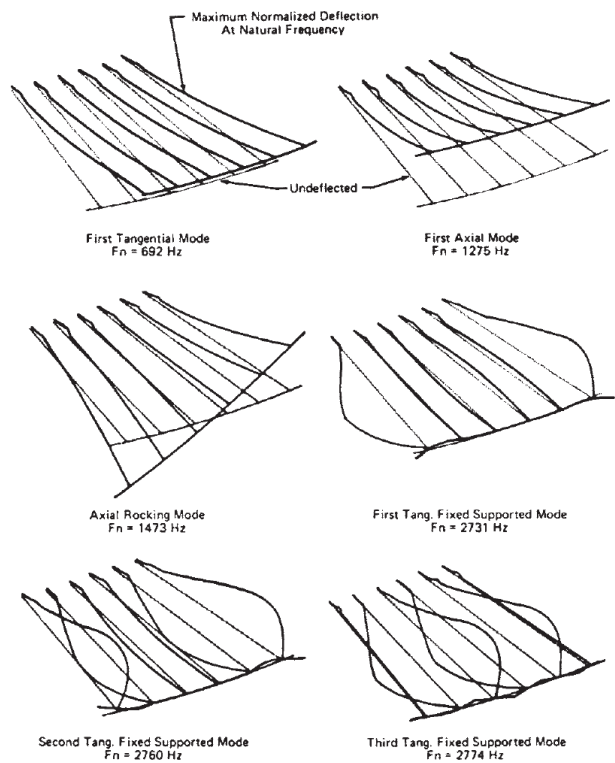 Maximum Normalized Deflection
At Natural Frequency
Undeflected
First Tangential Mode
Fn = 692 Hz
First Axial Mode
Fn = 1275 Hz
Axial Rocking Mode
Fn = 1473 Hz
First Tang. Fixed Supported Mode
Fn = 2731 Hz
Second Tang. Fixed Supported Mode
Fn = 2760 Hz
Third Tang. Fixed Supported Mode
Fn = 2774 Hz